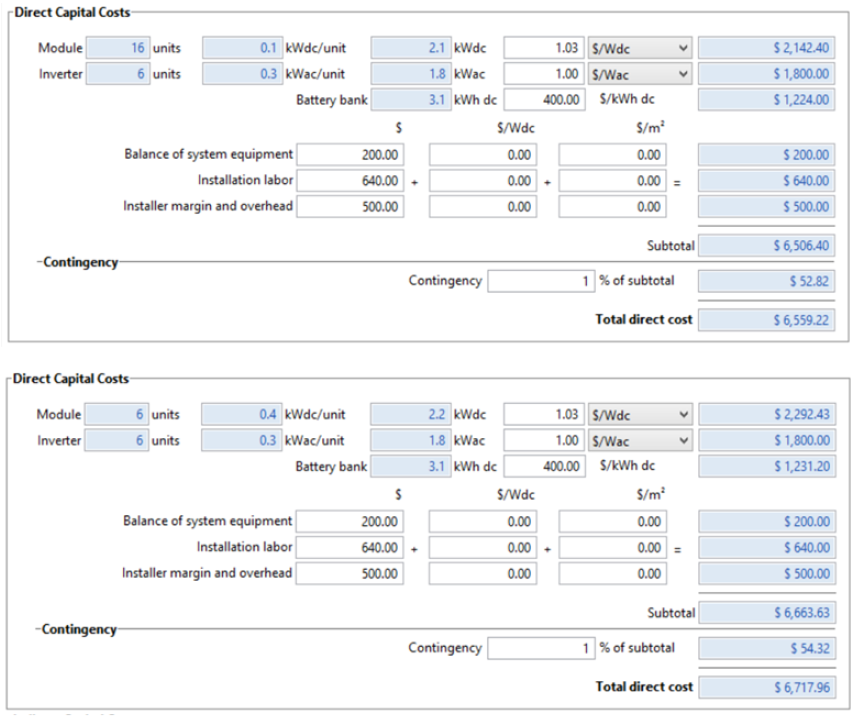 Direct Capital Costs
Module 16 units 0.1 kWdc/unit 2.1 kWdc 1.03 $/Wdc $ 2,142.40
Inverter 6 units 0.3 kWac/unit 1.8 kWac 1.00 $/Wac $ 1,800.00
Battery bank 3.1 kWh dc 400.00 $/kWh dc $ 1,224.00
$ $/Wdc $/m²
Balance of system equipment 200.00 0.00 0.00 $ 200.00
Installation labor 640.00 + 0.00 + 0.00 = $ 640.00
Installer margin and overhead 500.00 0.00 0.00 $ 500.00
Subtotal $ 6,506.40
Contingency
Contingency 1 % of subtotal $ 52.82
Total direct cost $ 6,559.22
Direct Capital Costs
Module 6 units 0.4 kWdc/unit 2.2 kWdc 1.03 $/Wdc $ 2,292.43
Inverter 6 units 0.3 kWac/unit 1.8 kWac 1.00 $/Wac $ 1,800.00
Battery bank 3.1 kWh dc 400.00 $/kWh dc $ 1,231.20
$ $/Wdc $/m²
Balance of system equipment 200.00 0.00 0.00 $ 200.00
Installation labor 640.00 + 0.00 + 0.00 = $ 640.00
Installer margin and overhead 500.00 0.00 0.00 $ 500.00
Subtotal $ 6,663.63
Contingency
Contingency 1 % of subtotal $ 54.32
Total direct cost $ 6,717.96